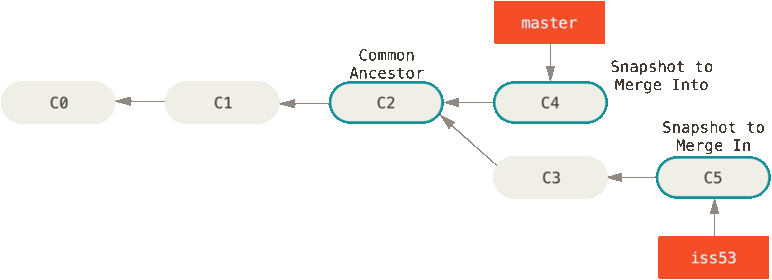 master
Common
Ancestor
Snapshot to
Merge Into
C0
C1
C2
C4
Snapshot to
Merge In
C3
C5
iss53